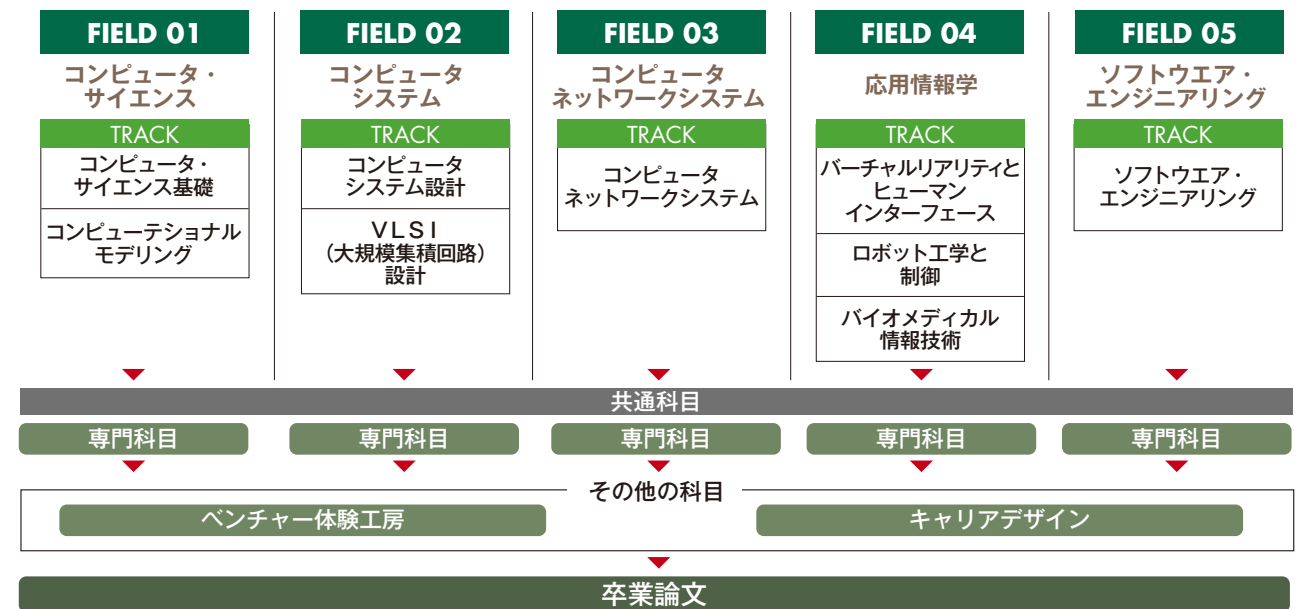 FIELD 01
コンピュータ・
サイエンス
TRACK
コンピュータ・
サイエンス基礎
コンピューテショナル
モデリング
FIELD 02
コンピュータ
システム
TRACK
コンピュータ
システム設計
VLSI
（大規模集積回路）
設計
FIELD 03
コンピュータ
ネットワークシステム
TRACK
コンピュータ
ネットワークシステム
FIELD 04
応用情報学
TRACK
バーチャルリアリティと
ヒューマン
インターフェース
ロボット工学と
制御
バイオメディカル
情報技術
FIELD 05
ソフトウエア・
エンジニアリング
TRACK
ソフトウエア・
エンジニアリング
共通科目
専門科目
専門科目
専門科目
専門科目
専門科目
その他の科目
ベンチャー体験工房
キャリアデザイン
卒業論文